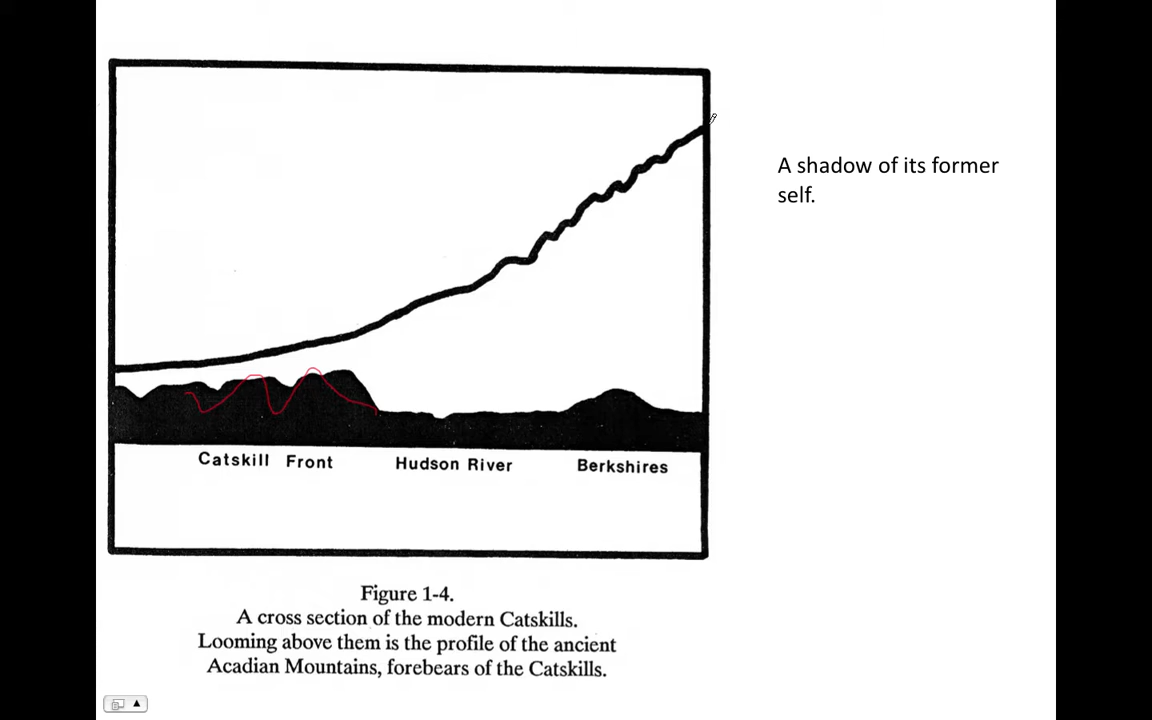 A shadow of its former
self.
Catskill Front
Hudson River
Berkshires
Figure 1-4.
A cross section of the modern Catskills.
Looming above them is the profile of the ancient
Acadian Mountains, forebears of the Catskills.